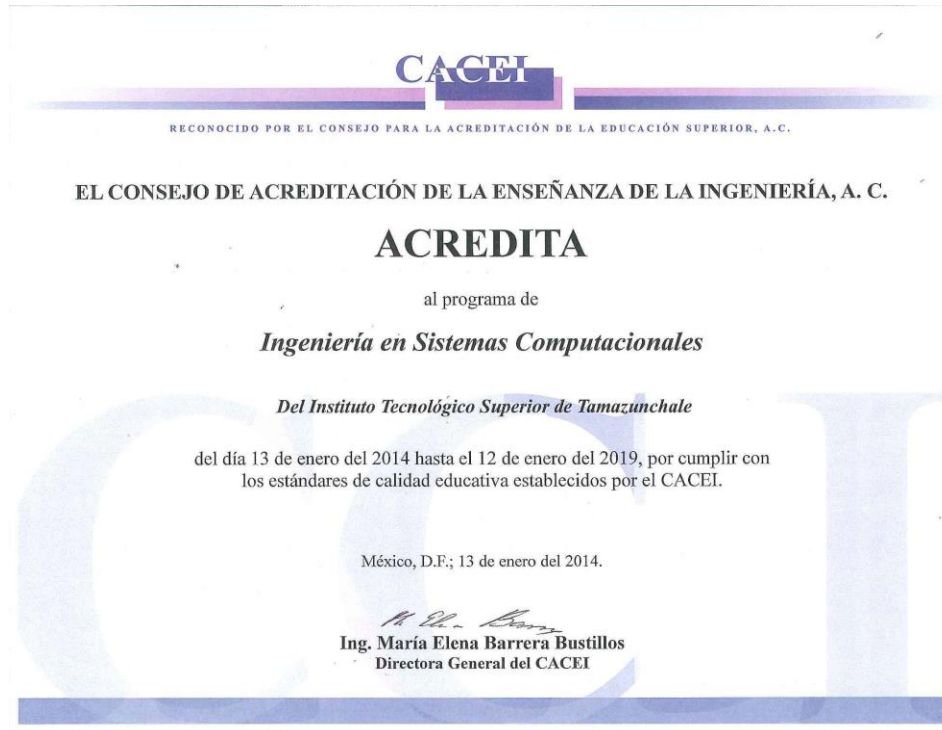 CACEI
RECONOCIDO POR EL CONSEJO PARA LA ACREDITACIÓN DE LA EDUCACIÓN SUPERIOR, A.C.
EL CONSEJO DE ACREDITACIÓN DE LA ENSEÑANZA DE LA INGENIERÍA, A. C.
ACREDITA
al programa de
Ingeniería en Sistemas Computacionales
Del Instituto Tecnológico Superior de Tamazunchale
del día 13 de enero del 2014 hasta el 12 de enero del 2019, por cumplir con
los estándares de calidad educativa establecidos por el CACEI.
México, D.F.; 13 de enero del 2014.
Ing. María Elena Barrera Bustillos
Directora General del CACEI